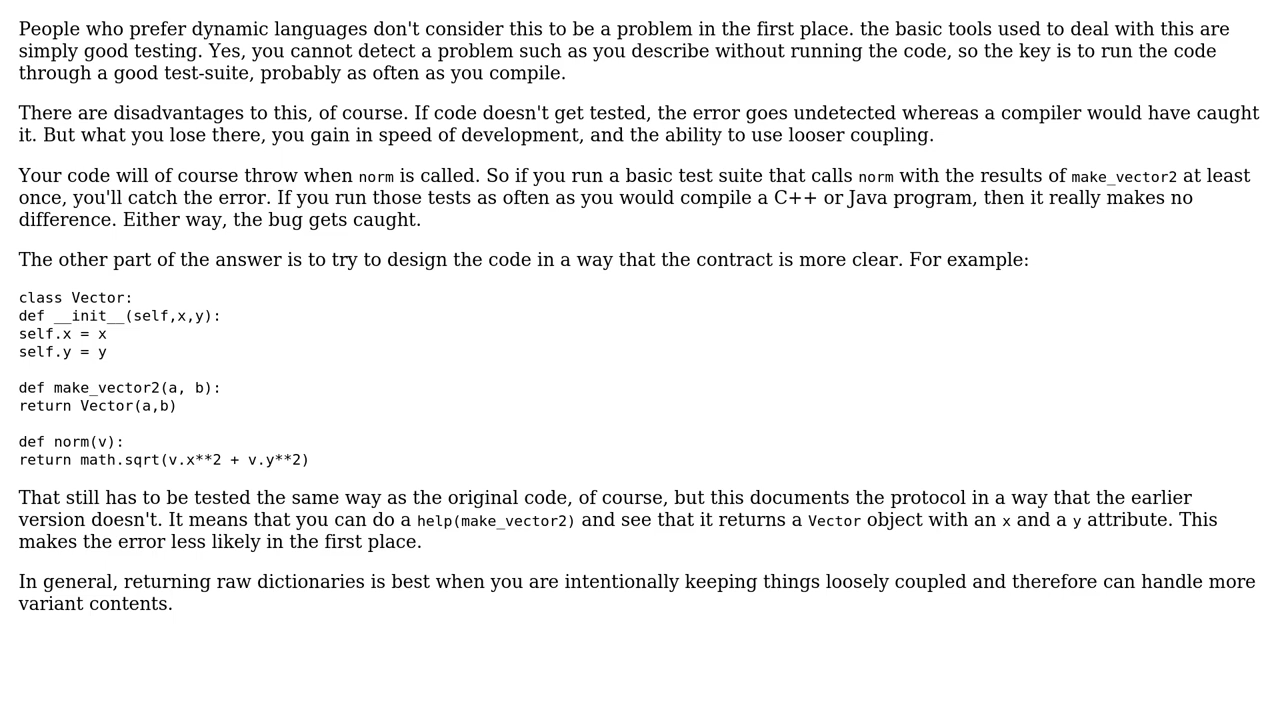 People who prefer dynamic languages don't consider this to be a problem in the first place. the basic tools used to deal with this are
simply good testing. Yes, you cannot detect a problem such as you describe without running the code, so the key is to run the code
through a good test-suite, probably as often as you compile.
There are disadvantages to this, of course. If code doesn't get tested, the error goes undetected whereas a compiler would have caught
it. But what you lose there, you gain in speed of development, and the ability to use looser coupling.
Your code will of course throw when norm is called. So if you run a basic test suite that calls norm with the results of make_vector2 at least
once, you'll catch the error. If you run those tests as often as you would compile a C++ or Java program, then it really makes no
difference. Either way, the bug gets caught.
The other part of the answer is to try to design the code in a way that the contract is more clear. For example:
class Vector:
def __init__(self,x,y):
self.x = x
self.y = y
def make_vector2(a, b):
return Vector(a,b)
def norm(v):
return math.sqrt(v.x**2 + v.y**2)
That still has to be tested the same way as the original code, of course, but this documents the protocol in a way that the earlier
version doesn't. It means that you can do a help(make_vector2) and see that it returns a Vector object with an x and a y attribute. This
makes the error less likely in the first place.
In general, returning raw dictionaries is best when you are intentionally keeping things loosely coupled and therefore can handle more
variant contents.